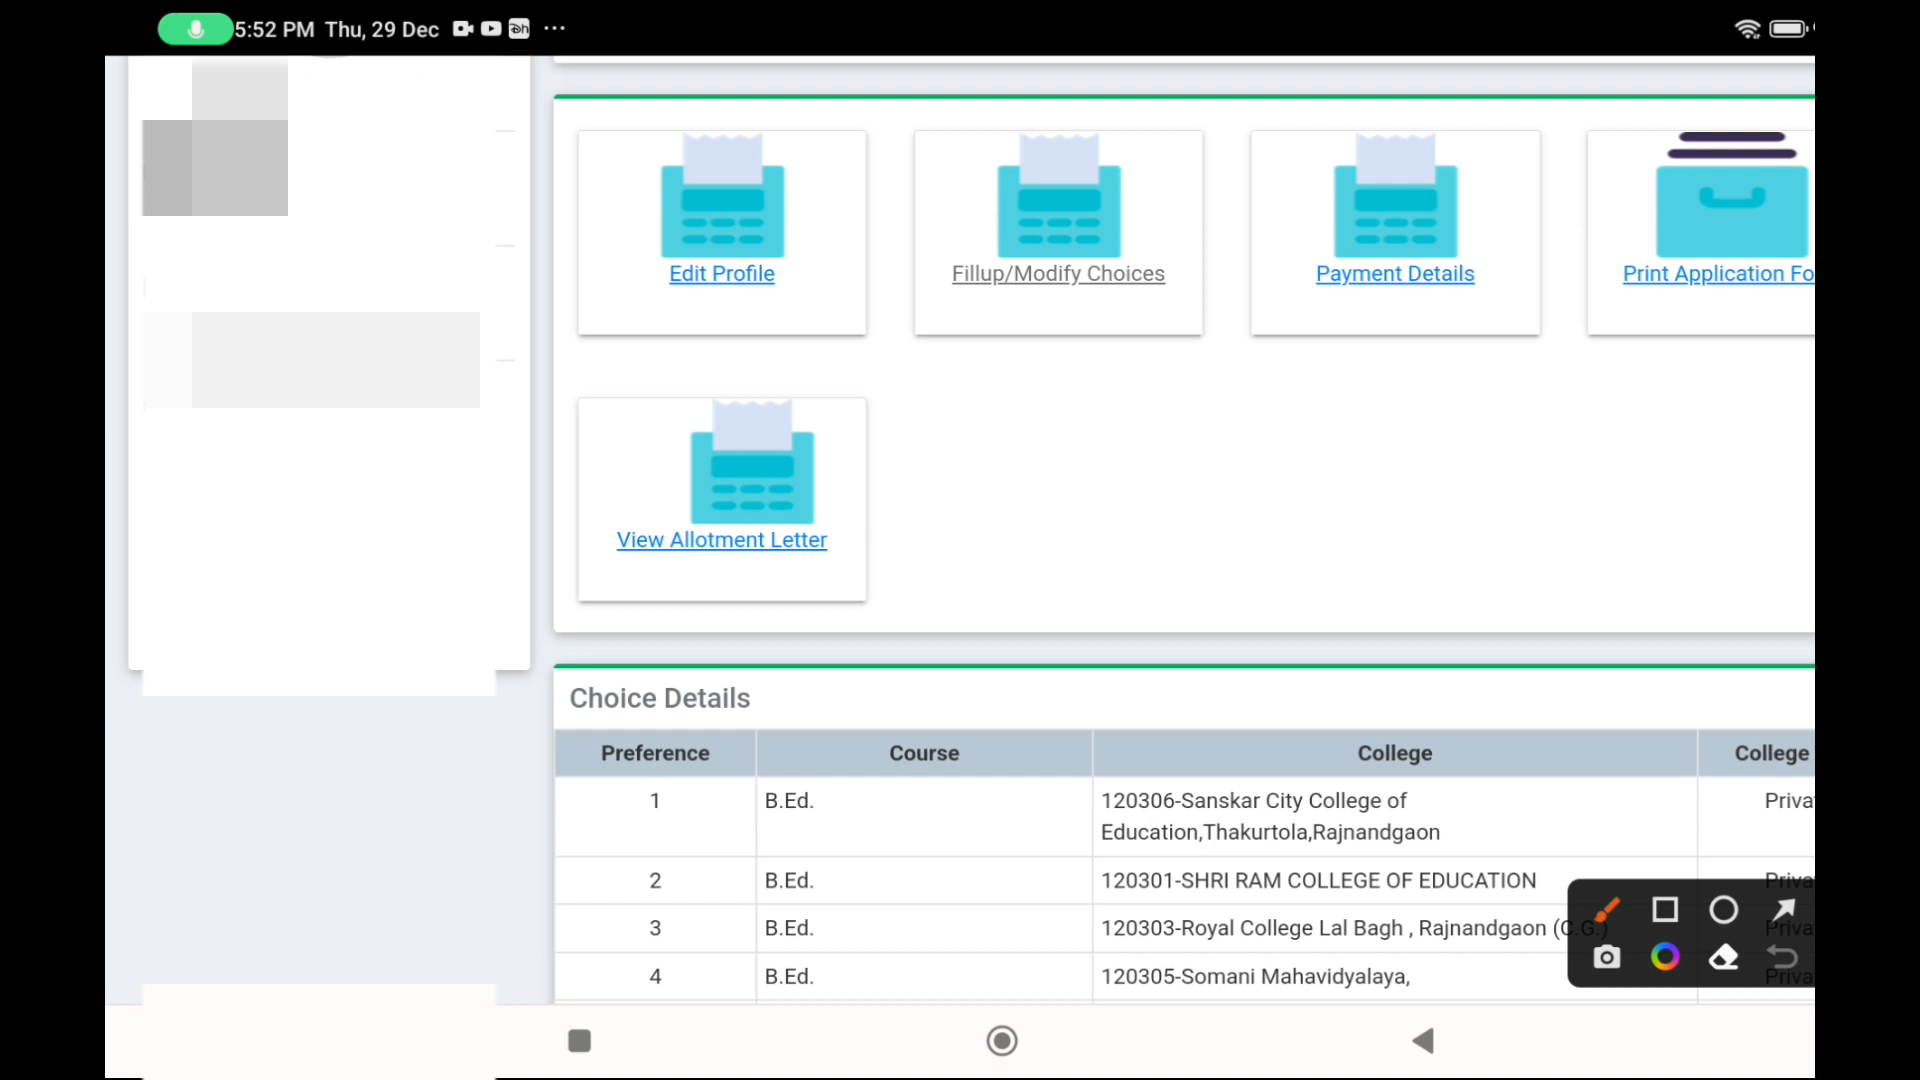 5:52 PM Thu, 29 Dec
Edit Profile
Fillup/Modify Choices
Payment Details
Print Application Fo
View Allotment Letter
Choice Details
Preference Course College College
1 B.Ed. 120306-Sanskar City College of
Education,Thakurtola,Rajnandgaon Priva
2 B.Ed. 120301-SHRI RAM COLLEGE OF EDUCATION Priva
3 B.Ed. 120303-Royal College Lal Bagh , Rajnandgaon (C.G.) Priva
4 B.Ed. 120305-Somani Mahavidyalaya, Priva